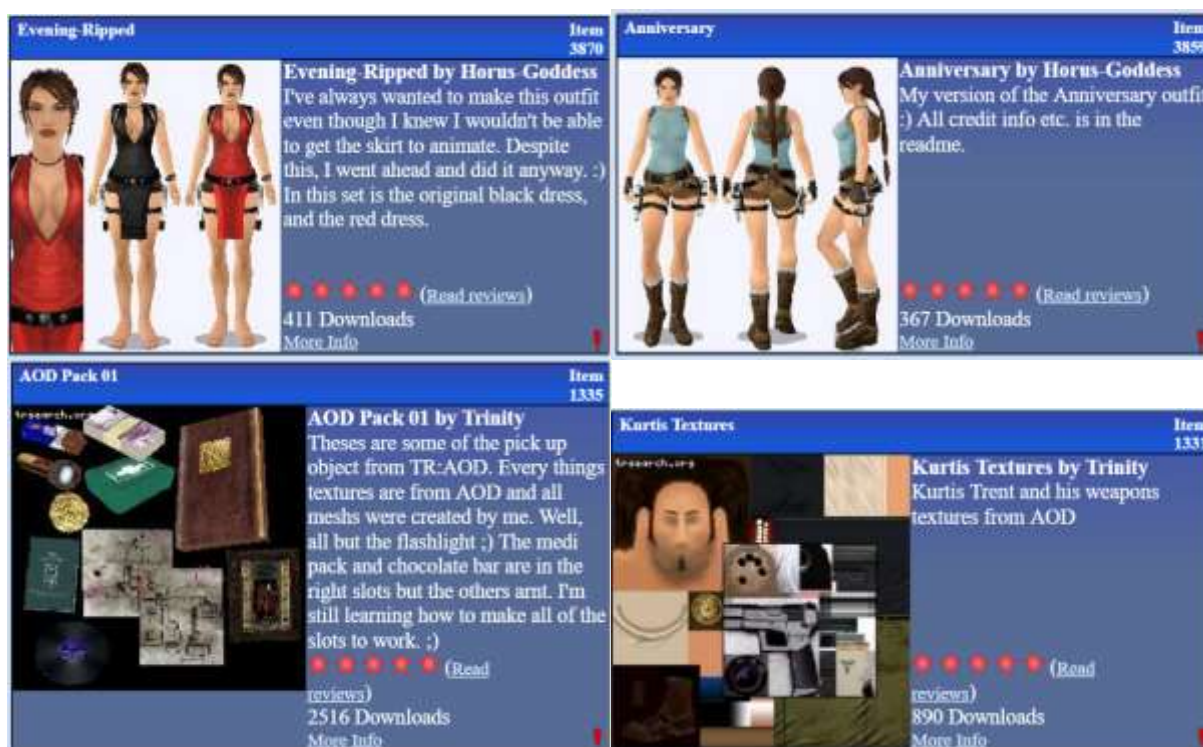 Evening-Ripped
Item
3870
Evening-Ripped by Horus-Goddess
I've always wanted to make this outfit
even though I knew I wouldn't be able
to get the skirt to animate. Despite
this, I went ahead and did it anyway. :)
In this set is the original black dress,
and the red dress.
(Read reviews)
411 Downloads
More Info
Anniversary
Item
Anniversary by Horus-Goddess
My version of the Anniversary outfit
:) All credit info etc. is in the
readme.
(Read reviews)
367 Downloads
More Info
AOD Pack 01
Item
1335
trsearch.org
AOD Pack 01 by Trinity
Theses are some of the pick up
object from TR:AOD. Every things
textures are from AOD and all
meshs were created by me. Well,
all but the flashlight ;) The medi
pack and chocolate bar are in the
right slots but the others arnt. I'm
still learning how to make all of the
slots to work. ;)
(Read
reviews)
2516 Downloads
More Info
Kurtis Textures
Item
trsearch.org
Kurtis Textures by Trinity
Kurtis Trent and his weapons
textures from AOD
(Read
reviews)
890 Downloads
More Info